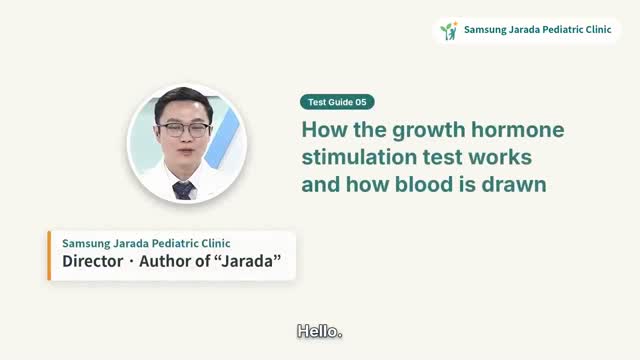 Samsung Jarada Pediatric Clinic
Test Guide 05
How the growth hormone
stimulation test works
and how blood is drawn
Samsung Jarada Pediatric Clinic
Director · Author of “Jarada”
Hello.